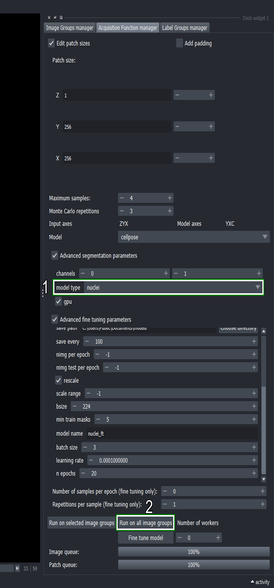 Dock widget 1
Image Groups manager Acquisition Function manager Label Groups manager
Edit patch sizes Add padding
Patch size:
Z 1
Y 256
X 256
Maximum samples: 4
Monte Carlo repetitions 3
Input axes ZYX Model axes YXC
Model cellpose
Advanced segmentation parameters
channels 0 1
1
model type nuclei
gpu
Advanced fine tuning parameters
save path Choose directory
save every 100
nimg per epoch -1
nimg test per epoch -1
rescale
scale range -1
bsize 224
min train masks 5
model name nuclei_ft
batch size 3
learning rate 0.0001000000
n epochs 20
Number of samples per epoch (fine tuning only): 0
Repetitions per sample (fine tuning only): 1
2
Run on selected image groups Run on all image groups Number of workers
Fine tune model 0
Image queue: 100%
Patch queue: 100%
activity